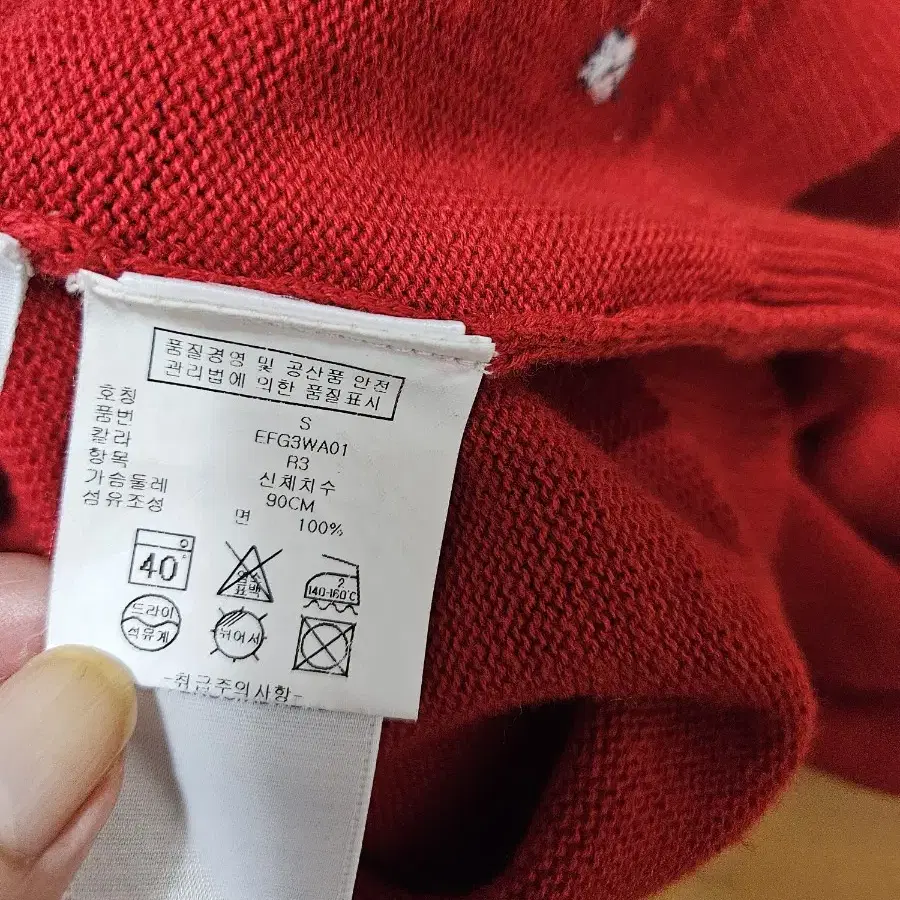 품질경영 및 공산품 안전
관리법에 의한 품질표시
호칭 S
품번 EFG3WA01
칼라 R3
항목 신체치수
가슴둘레 90CM
섬유조성 면 100%
40°
염소
표백
2
140-160℃
드라이
석유계
뉘어서
-취급주의사항-